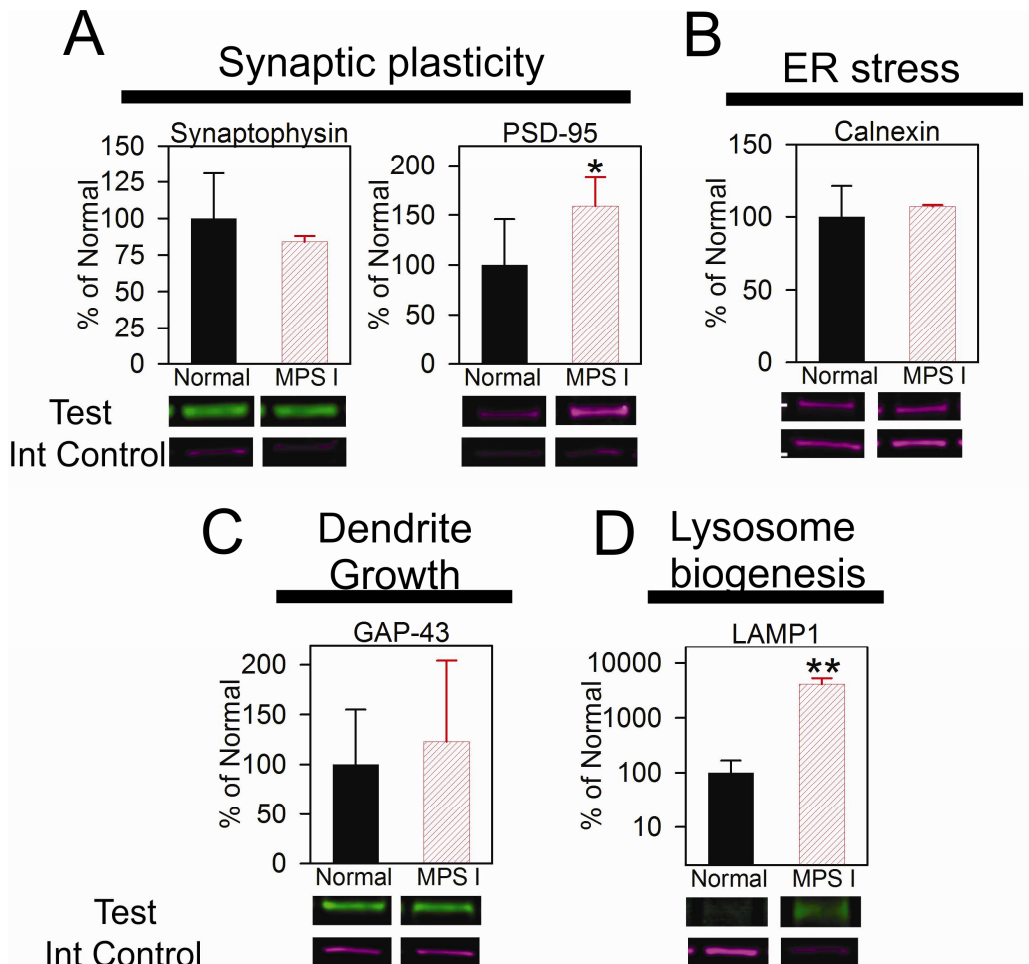 A
Synaptic plasticity
Synaptophysin
% of Normal
150
125
100
75
50
25
0
Normal MPS I
PSD-95
% of Normal
200
150
100
50
0
*
Normal MPS I
Test
Int Control
B
ER stress
Calnexin
% of Normal
150
100
50
0
Normal MPS I
C
Dendrite
Growth
GAP-43
% of Normal
200
150
100
50
0
Normal MPS I
Test
Int Control
D
Lysosome
biogenesis
LAMP1
% of Normal
10000
1000
100
10
**
Normal MPS I